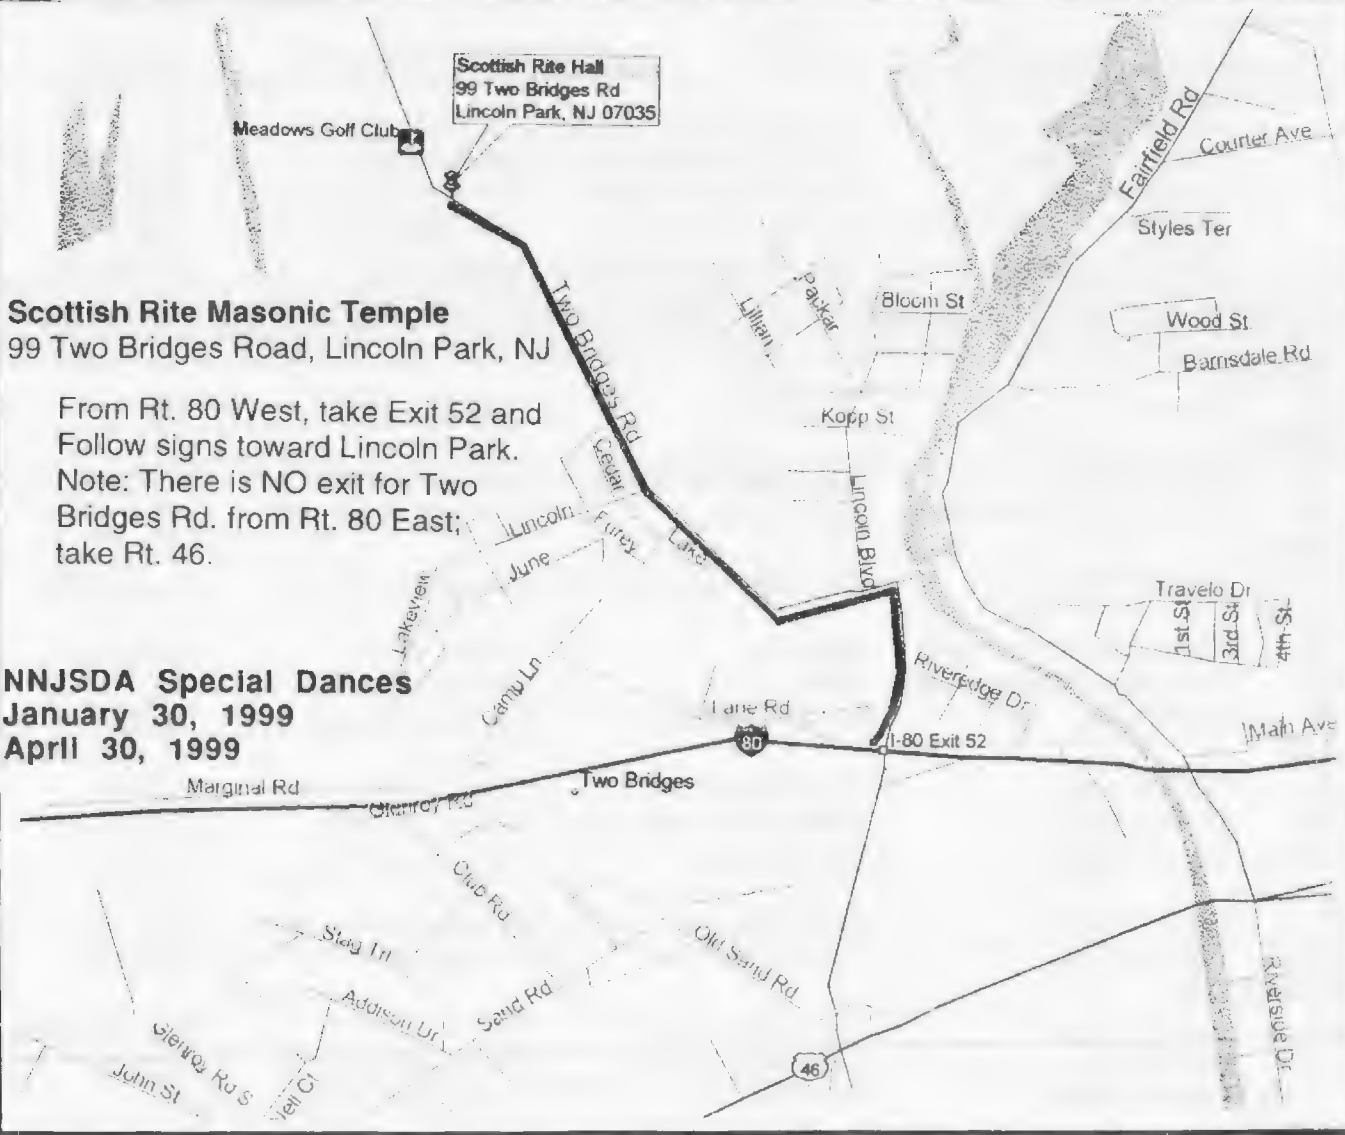 Scottish Rite Hall
99 Two Bridges Rd
Lincoln Park, NJ 07035
Meadows Golf Club
Fairfield Rd
Courter Ave
Styles Ter
Two Bridges Rd
Lillian
Packar
Bloom St
Wood St
Barnsdale Rd
Scottish Rite Masonic Temple
99 Two Bridges Road, Lincoln Park, NJ
From Rt. 80 West, take Exit 52 and
Follow signs toward Lincoln Park.
Note: There is NO exit for Two
Bridges Rd. from Rt. 80 East;
take Rt. 46.
Kopp St
Cedar
Lincoln
Furrey
Lake
June
Lakeview
Lincoln Blvd
Travelo Dr
1st St
3rd St
4th St
Camp Ln
Riveredge Dr
Lane Rd
NNJSDA Special Dances
January 30, 1999
April 30, 1999
80
I-80 Exit 52
Main Ave
Marginal Rd
Glenroy Rd
Two Bridges
Club Rd
Stag Trl
Addison Dr
Sand Rd
Old Sand Rd
Riverside Dr
Glenroy Rd S
John St
Ct
46